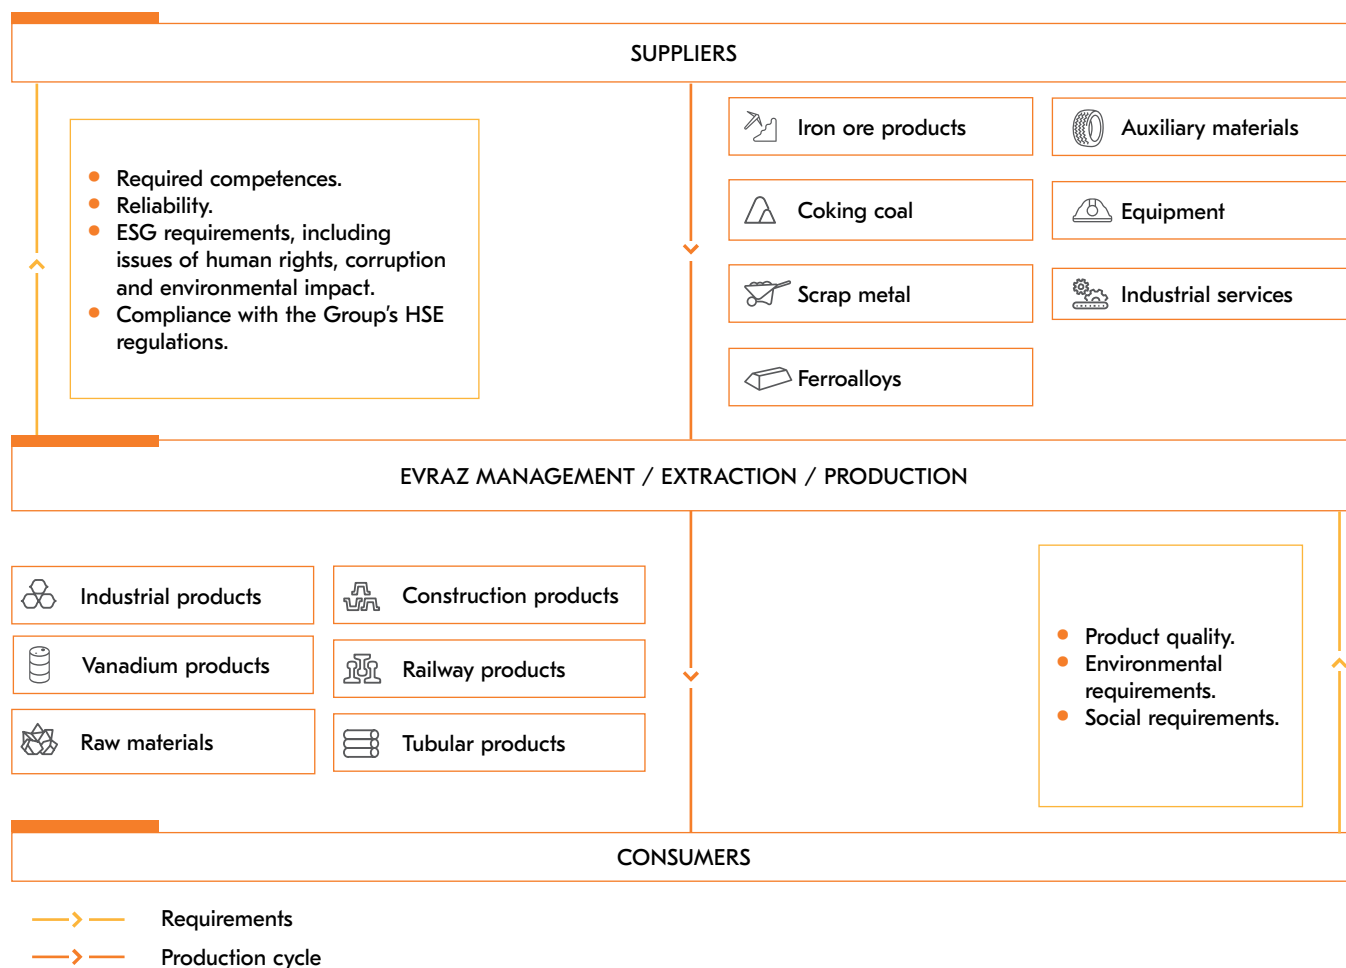 SUPPLIERS
Required competences.
Reliability.
ESG requirements, including
issues of human rights, corruption
and environmental impact.
Compliance with the Group's HSE
regulations.
Iron ore products
Auxiliary materials
Coking coal
Equipment
Scrap metal
Industrial services
Ferroalloys
EVRAZ MANAGEMENT / EXTRACTION / PRODUCTION
Industrial products
Construction products
Vanadium products
Railway products
Raw materials
Tubular products
Product quality.
Environmental
requirements.
Social requirements.
CONSUMERS
Requirements
Production cycle